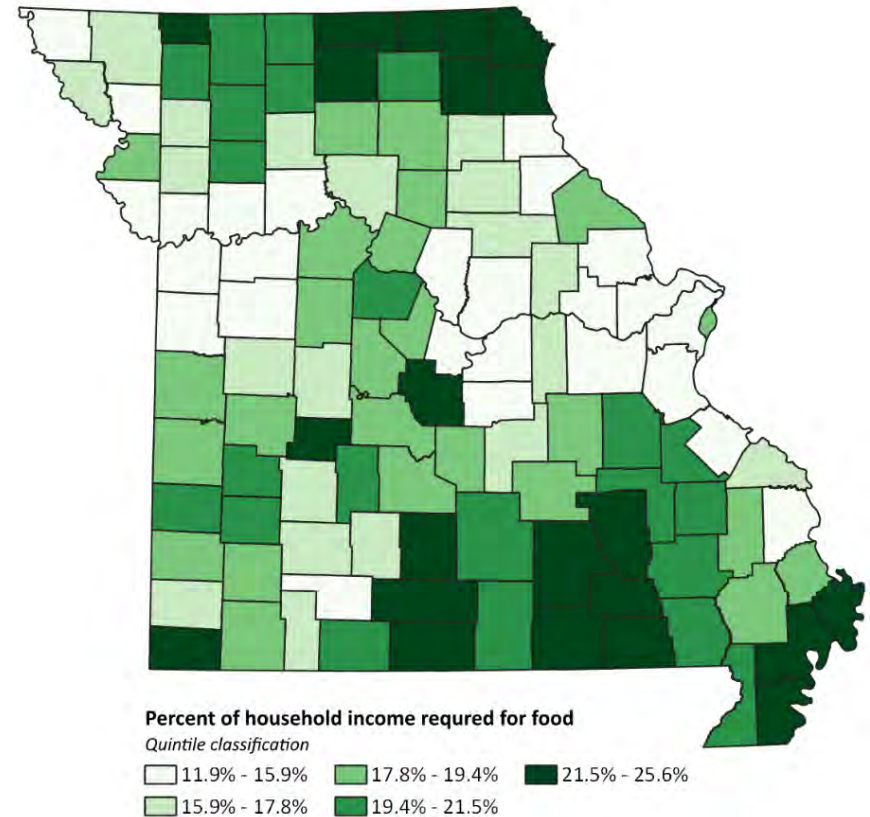 Percent of household income requred for food
Quintile classification
11.9% - 15.9%
17.8% - 19.4%
21.5% - 25.6%
15.9% - 17.8%
19.4% - 21.5%